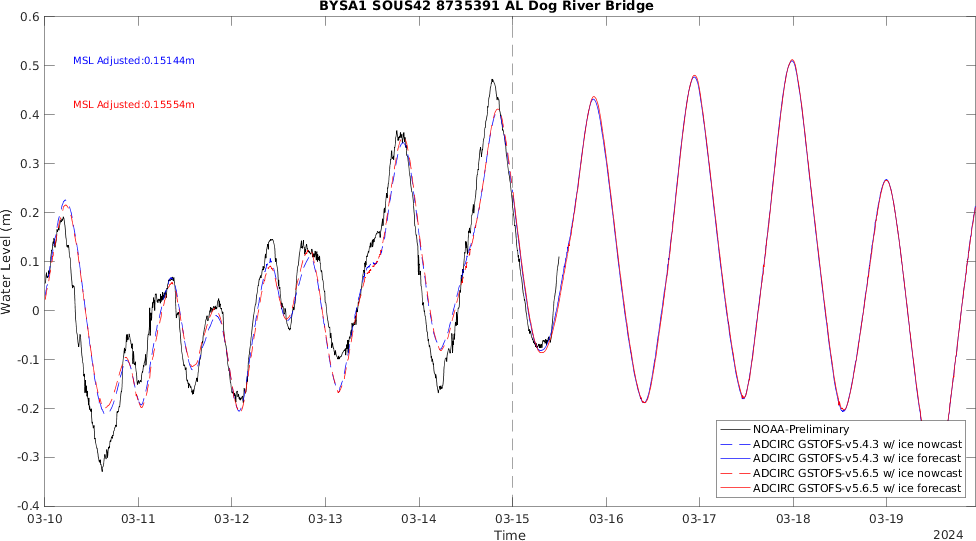 BYSA1 SOUS42 8735391 AL Dog River Bridge
0.6
0.5
0.4
0.3
0.2
0.1
0
-0.1
-0.2
-0.3
-0.4
Water Level (m)
MSL Adjusted:0.15144m
MSL Adjusted:0.15554m
NOAA-Preliminary
ADCIRC GSTOFS-v5.4.3 w/ ice nowcast
ADCIRC GSTOFS-v5.4.3 w/ ice forecast
ADCIRC GSTOFS-v5.6.5 w/ ice nowcast
ADCIRC GSTOFS-v5.6.5 w/ ice forecast
03-10 03-11 03-12 03-13 03-14 03-15 03-16 03-17 03-18 03-19
Time
2024